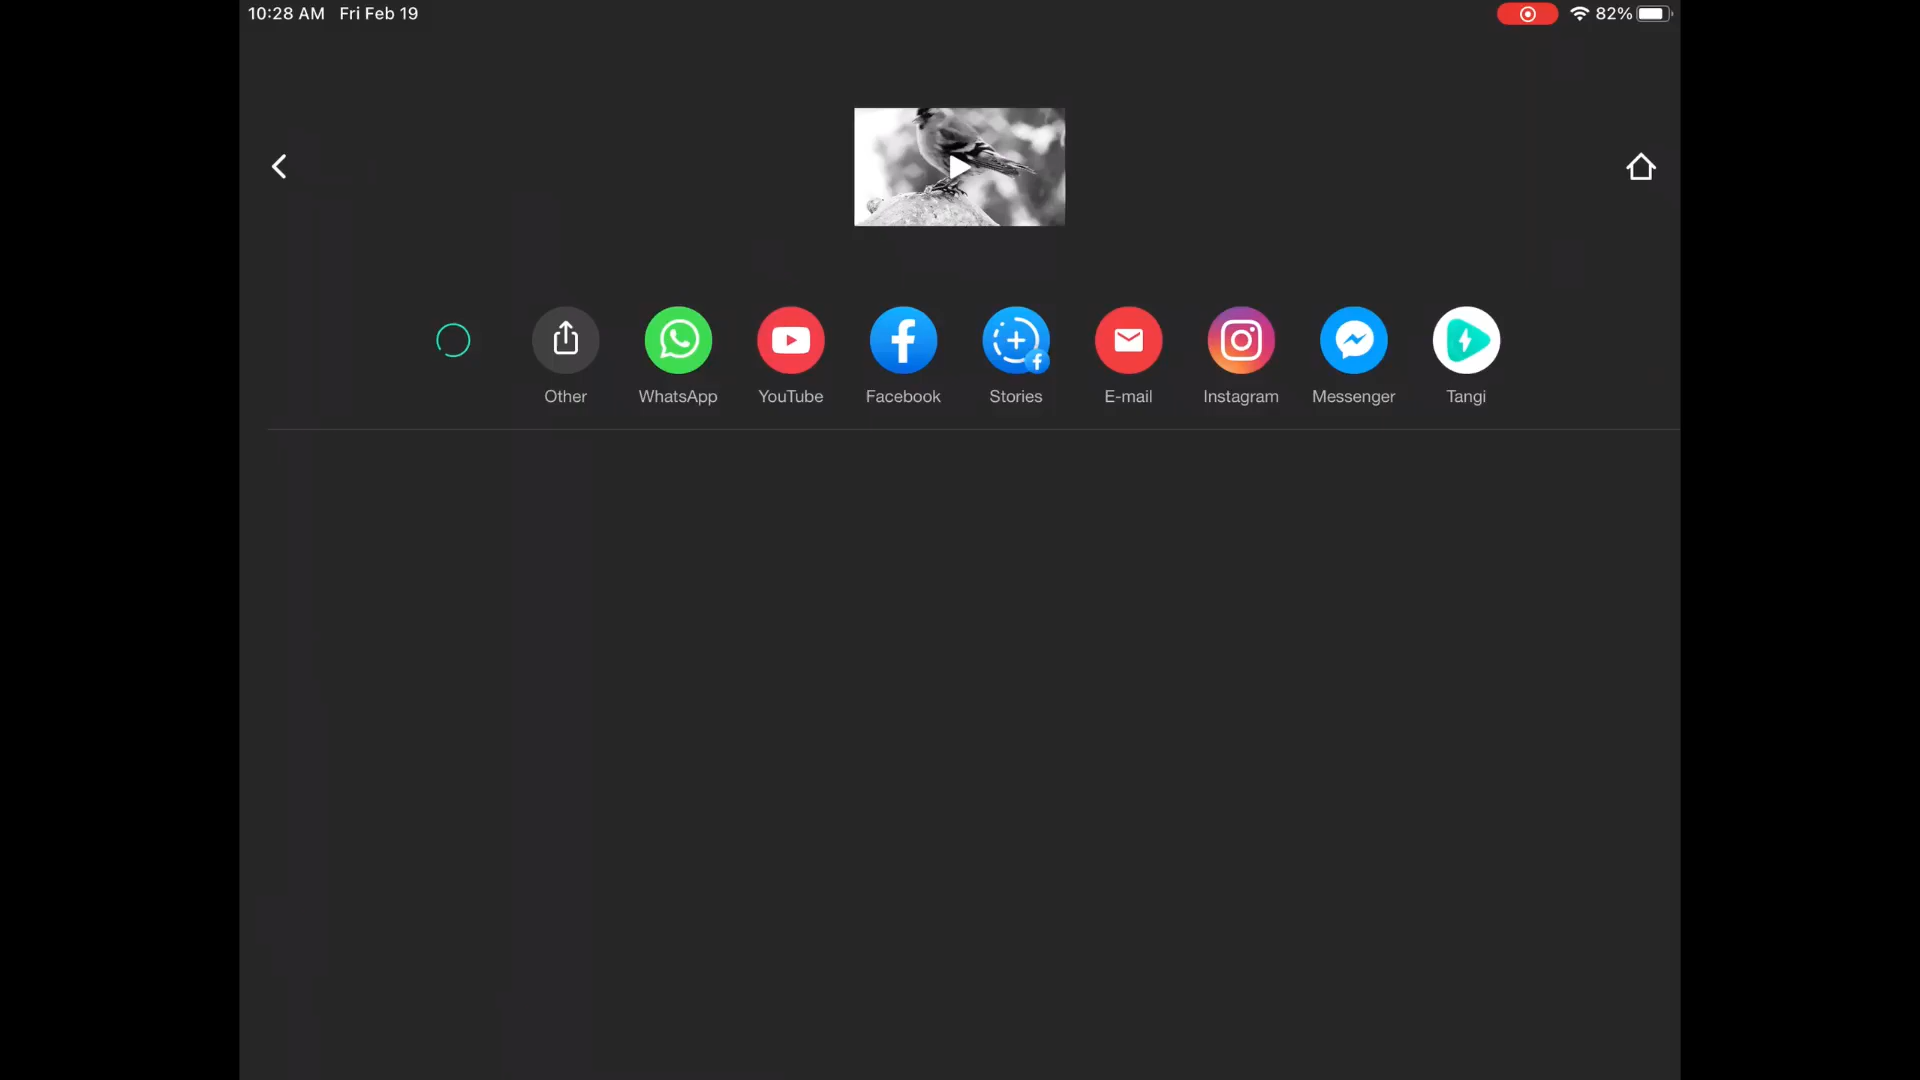 10:28 AM Fri Feb 19
82%
Other WhatsApp YouTube Facebook Stories E-mail Instagram Messenger Tangi